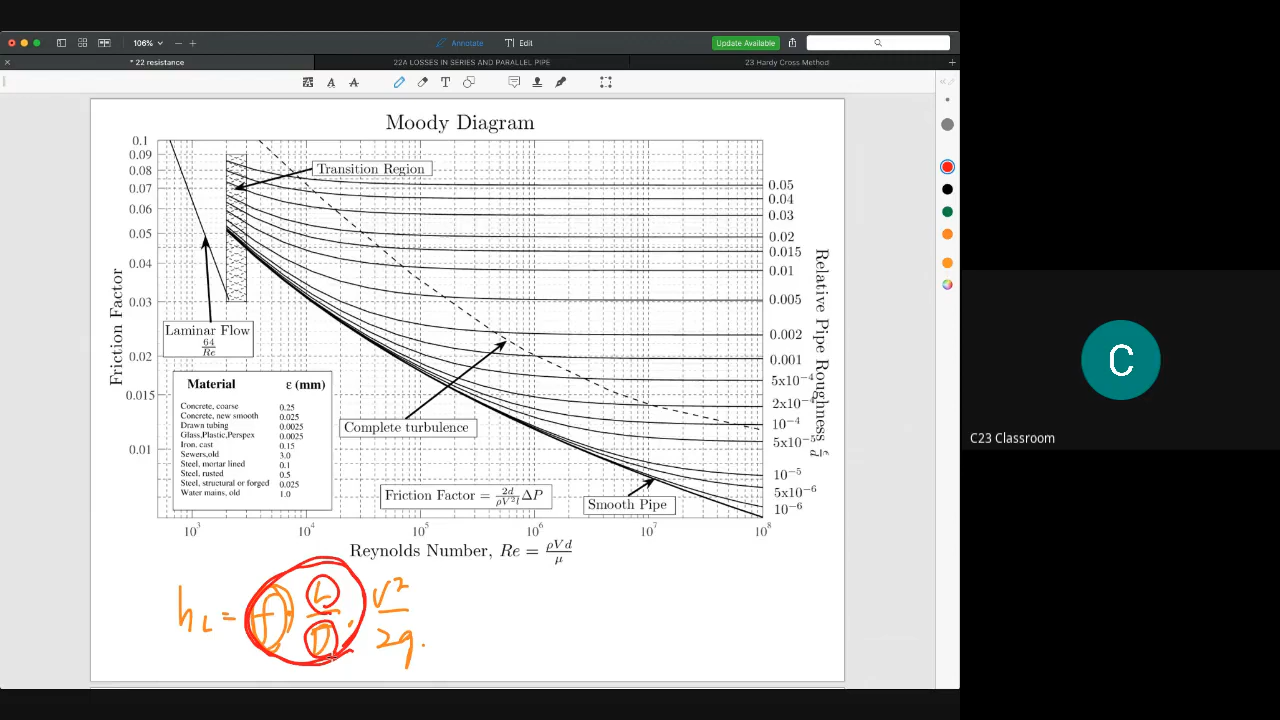 106%
Annotate
Edit
Update Available
* 22 resistance
22A LOSSES IN SERIES AND PARALLEL PIPE
23 Hardy Cross Method
Moody Diagram
Friction Factor
0.1
0.09
0.08
0.07
0.06
0.05
0.04
0.03
0.02
0.015
0.01
Transition Region
Laminar Flow
64/Re
Material ε (mm)
Concrete, coarse 0.25
Concrete, new smooth 0.025
Drawn tubing 0.0025
Glass,Plastic,Perspex 0.0025
Iron, cast 0.15
Sewers,old 3.0
Steel, mortar lined 0.1
Steel, rusted 0.5
Steel, structural or forged 0.025
Water mains, old 1.0
Complete turbulence
Friction Factor = 2d/ρV²l ΔP
Smooth Pipe
0.05
0.04
0.03
0.02
0.015
0.01
0.005
0.002
0.001
5x10⁻⁴
2x10⁻⁴
10⁻⁴
5x10⁻⁵
10⁻⁵
5x10⁻⁶
10⁻⁶
Relative Pipe Roughness ε/d
10³ 10⁴ 10⁵ 10⁶ 10⁷ 10⁸
Reynolds Number, Re = ρVd/μ
hL = f · L/D · V²/2g.
C
C23 Classroom